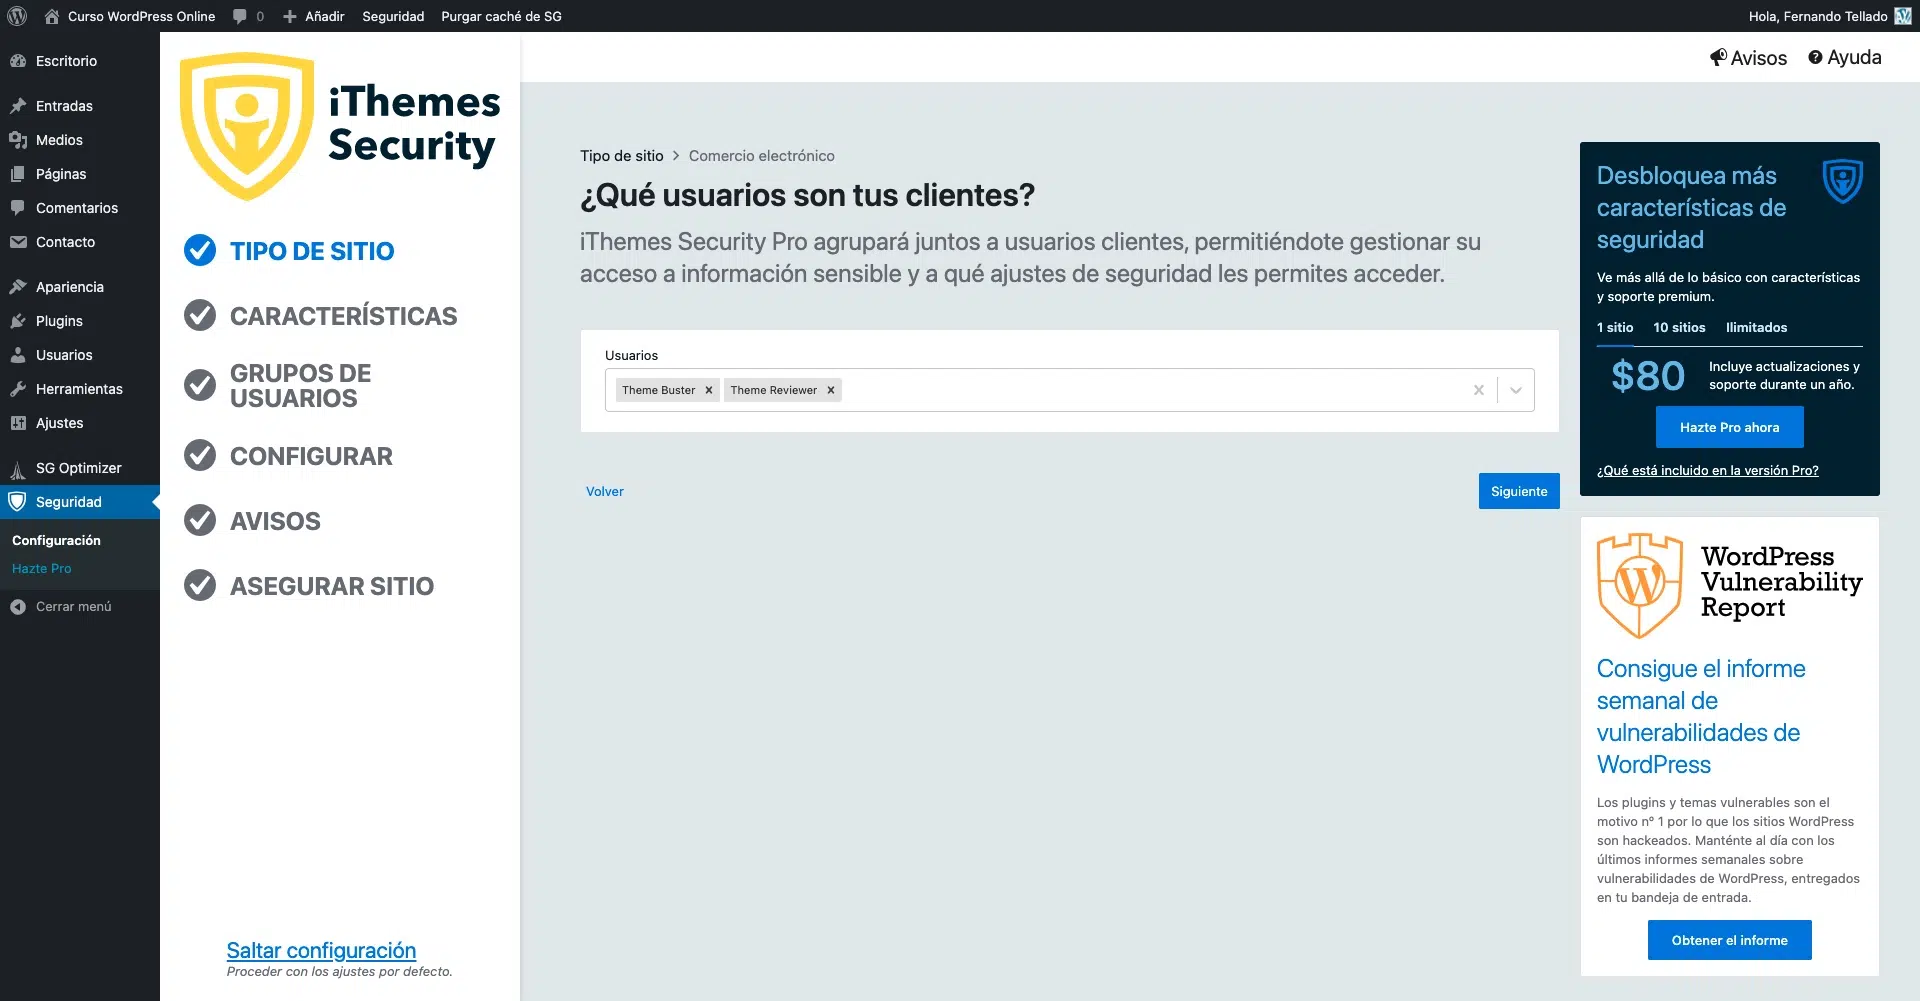 Curso WordPress Online
0
Añadir
Seguridad
Purgar caché de SG
Hola, Fernando Tellado
Escritorio
Entradas
Medios
Páginas
Comentarios
Contacto
Apariencia
Plugins
Usuarios
Herramientas
Ajustes
SG Optimizer
Seguridad
Configuración
Hazte Pro
Cerrar menú
iThemes
Security
TIPO DE SITIO
CARACTERÍSTICAS
GRUPOS DE
USUARIOS
CONFIGURAR
AVISOS
ASEGURAR SITIO
Saltar configuración
Proceder con los ajustes por defecto.
Avisos
Ayuda
Tipo de sitio > Comercio electrónico
¿Qué usuarios son tus clientes?
iThemes Security Pro agrupará juntos a usuarios clientes, permitiéndote gestionar su
acceso a información sensible y a qué ajustes de seguridad les permites acceder.
Usuarios
Theme Buster
Theme Reviewer
Volver
Siguiente
Desbloquea más
características de
seguridad
Ve más allá de lo básico con características
y soporte premium.
1 sitio
10 sitios
Ilimitados
$80
Incluye actualizaciones y
soporte durante un año.
Hazte Pro ahora
¿Qué está incluido en la versión Pro?
WordPress
Vulnerability
Report
Consigue el informe
semanal de
vulnerabilidades de
WordPress
Los plugins y temas vulnerables son el
motivo nº 1 por lo que los sitios WordPress
son hackeados. Manténte al día con los
últimos informes semanales sobre
vulnerabilidades de WordPress, entregados
en tu bandeja de entrada.
Obtener el informe